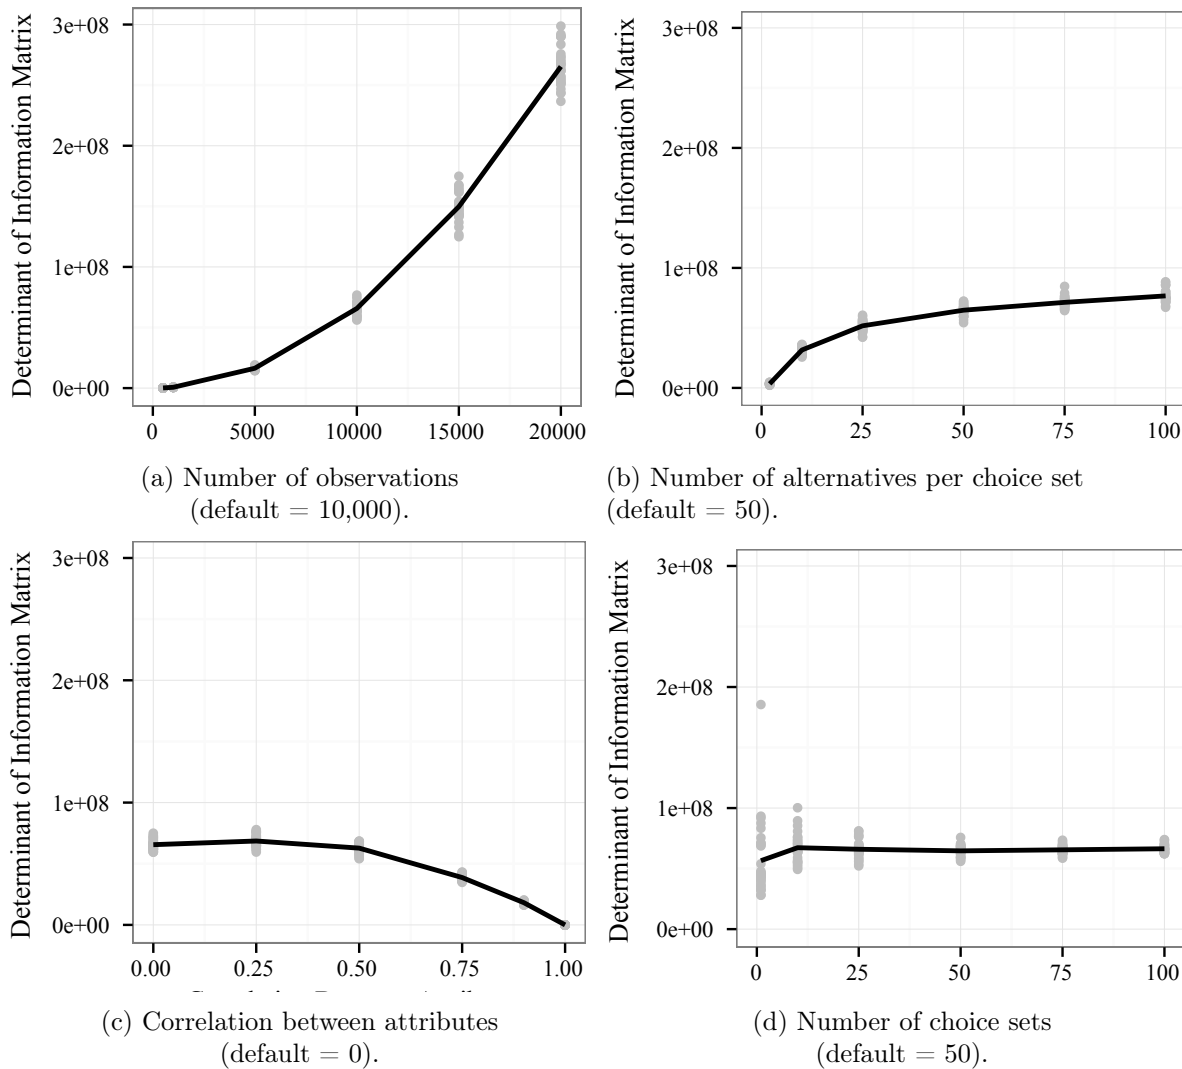 Determinant of Information Matrix
3e+08
2e+08
1e+08
0e+00
0 5000 10000 15000 20000
(a) Number of observations
(default = 10,000).
Determinant of Information Matrix
3e+08
2e+08
1e+08
0e+00
0 25 50 75 100
(b) Number of alternatives per choice set
(default = 50).
Determinant of Information Matrix
3e+08
2e+08
1e+08
0e+00
0.00 0.25 0.50 0.75 1.00
(c) Correlation between attributes
(default = 0).
Determinant of Information Matrix
3e+08
2e+08
1e+08
0e+00
0 25 50 75 100
(d) Number of choice sets
(default = 50).